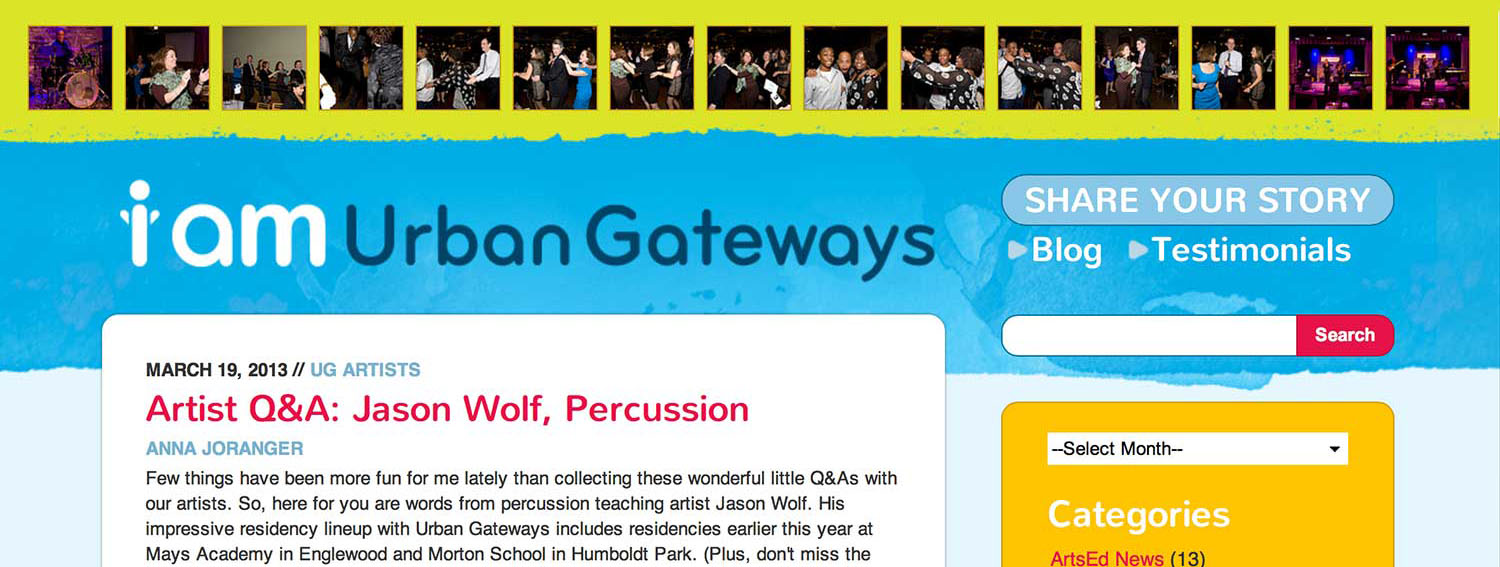 i am Urban Gateways
SHARE YOUR STORY
Blog
Testimonials
Search
MARCH 19, 2013 // UG ARTISTS
Artist Q&A: Jason Wolf, Percussion
ANNA JORANGER
Few things have been more fun for me lately than collecting these wonderful little Q&As with
our artists. So, here for you are words from percussion teaching artist Jason Wolf. His
impressive residency lineup with Urban Gateways includes residencies earlier this year at
Mays Academy in Englewood and Morton School in Humboldt Park. (Plus, don't miss the
--Select Month--
Categories
ArtsEd News (13)